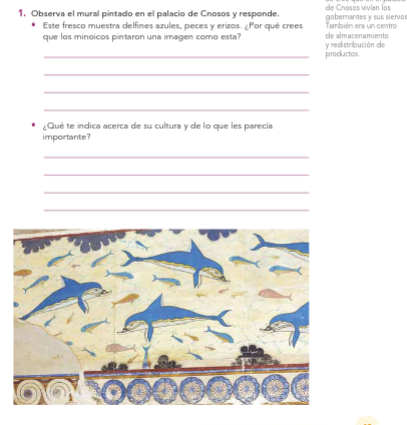 de Cnosos vivían los
gobernantes y sus siervos.
También era un centro
de almacenamiento
y redistribución de
productos.
1. Observa el mural pintado en el palacio de Cnosos y responde.
• Este fresco muestra delfines azules, peces y erizos. ¿Por qué crees
que los minoicos pintaron una imagen como esta?
• ¿Qué te indica acerca de su cultura y de lo que les parecía
importante?